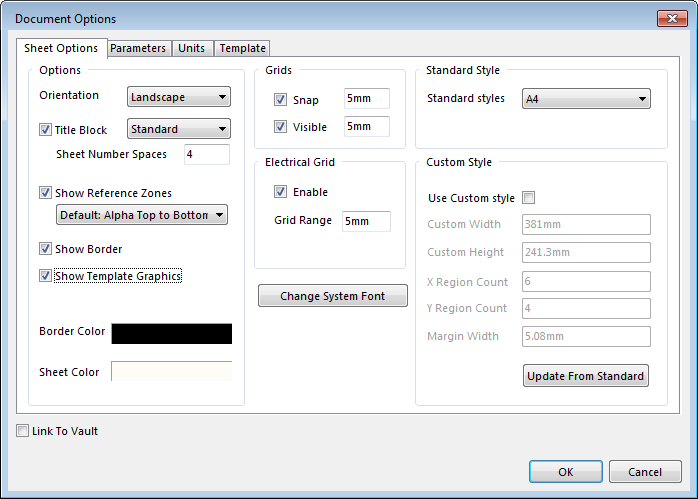 Document Options
Sheet Options Parameters Units Template
Options
Orientation Landscape
Title Block Standard
Sheet Number Spaces 4
Show Reference Zones
Default: Alpha Top to Bottom
Show Border
Show Template Graphics
Border Color
Sheet Color
Grids
Snap 5mm
Visible 5mm
Electrical Grid
Enable
Grid Range 5mm
Change System Font
Standard Style
Standard styles A4
Custom Style
Use Custom style
Custom Width 381mm
Custom Height 241.3mm
X Region Count 6
Y Region Count 4
Margin Width 5.08mm
Update From Standard
Link To Vault
OK Cancel